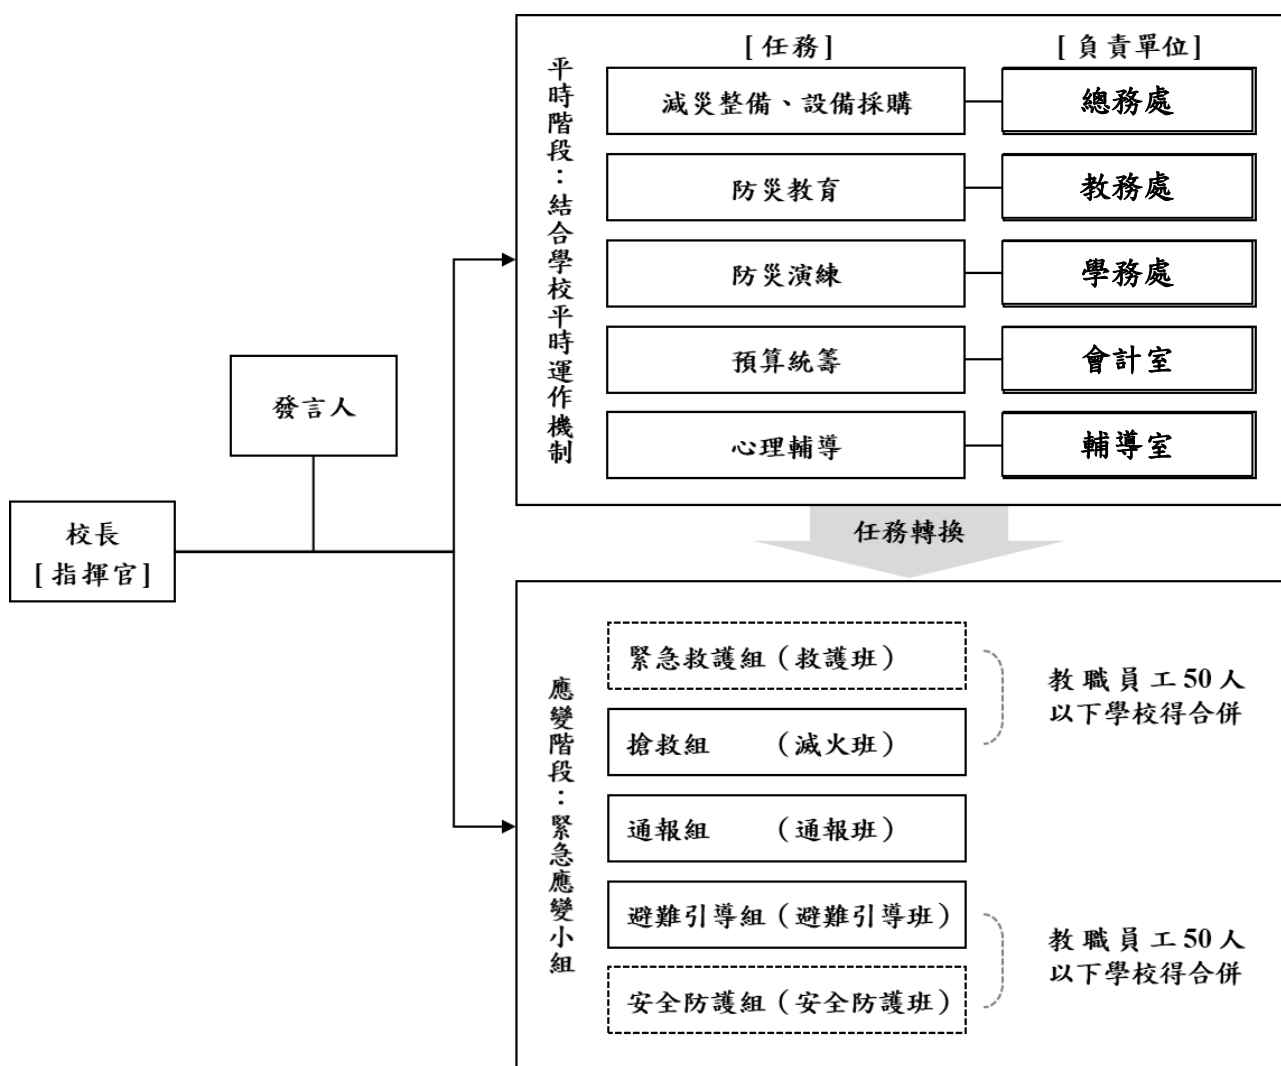 [任務]
[負責單位]
平時階段：結合學校平時運作機制
減災整備、設備採購
總務處
防災教育
教務處
防災演練
學務處
預算統籌
會計室
心理輔導
輔導室
發言人
校長
[指揮官]
任務轉換
應變階段：緊急應變小組
緊急救護組（救護班）
搶救組　　（滅火班）
教職員工50人
以下學校得合併
通報組　　（通報班）
避難引導組（避難引導班）
安全防護組（安全防護班）
教職員工50人
以下學校得合併